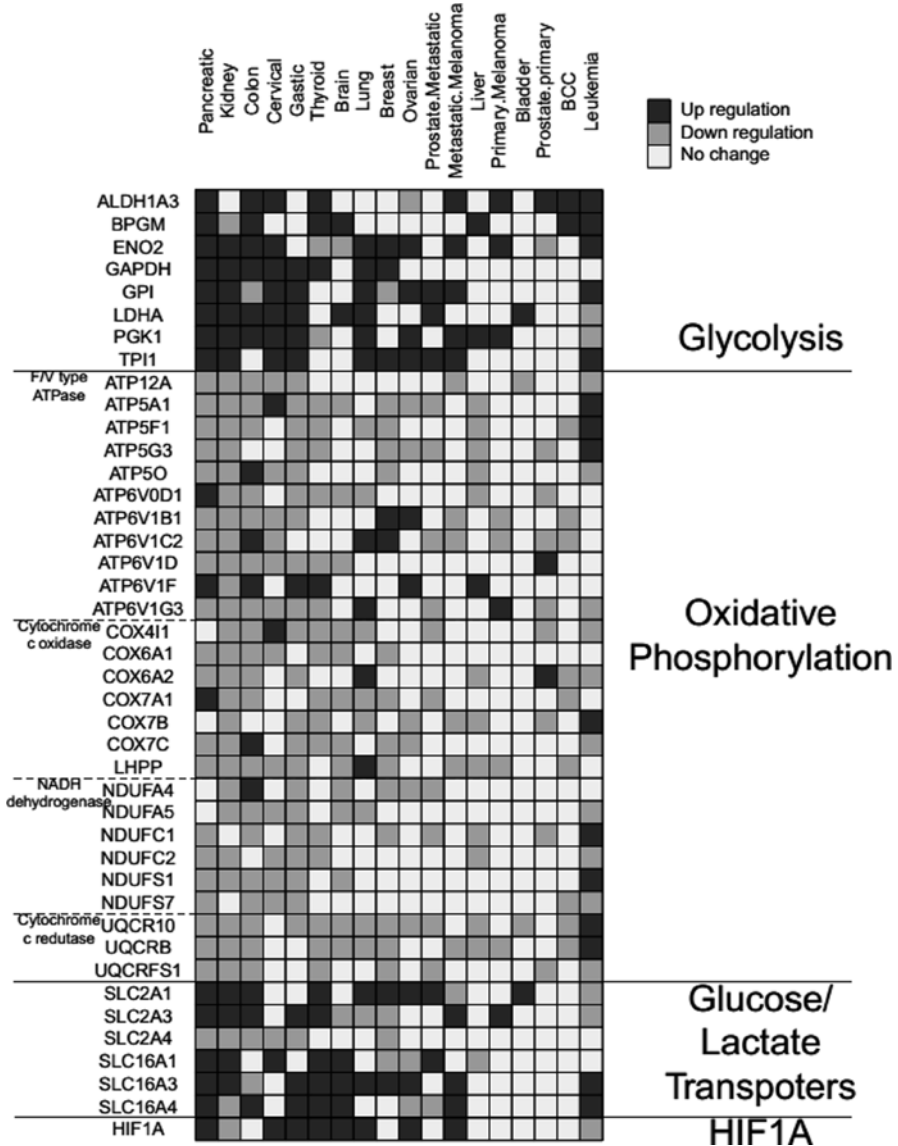 Pancreatic
Kidney
Colon
Cervical
Gastic
Thyroid
Brain
Lung
Breast
Ovarian
Prostate.Metastatic
Metastatic.Melanoma
Liver
Primary.Melanoma
Bladder
Prostate.primary
BCC
Leukemia
Up regulation
Down regulation
No change
ALDH1A3
BPGM
ENO2
GAPDH
GPI
LDHA
PGK1
TPI1
Glycolysis
F/V type
ATPase
ATP12A
ATP5A1
ATP5F1
ATP5G3
ATP5O
ATP6V0D1
ATP6V1B1
ATP6V1C2
ATP6V1D
ATP6V1F
ATP6V1G3
Cytochrome
c oxidase
COX4I1
COX6A1
COX6A2
COX7A1
COX7B
COX7C
LHPP
NADH
dehydrogenase
NDUFA4
NDUFA5
NDUFC1
NDUFC2
NDUFS1
NDUFS7
Cytochrome
c redutase
UQCR10
UQCRB
UQCRFS1
Oxidative
Phosphorylation
SLC2A1
SLC2A3
SLC2A4
SLC16A1
SLC16A3
SLC16A4
Glucose/
Lactate
Transpoters
HIF1A
HIF1A